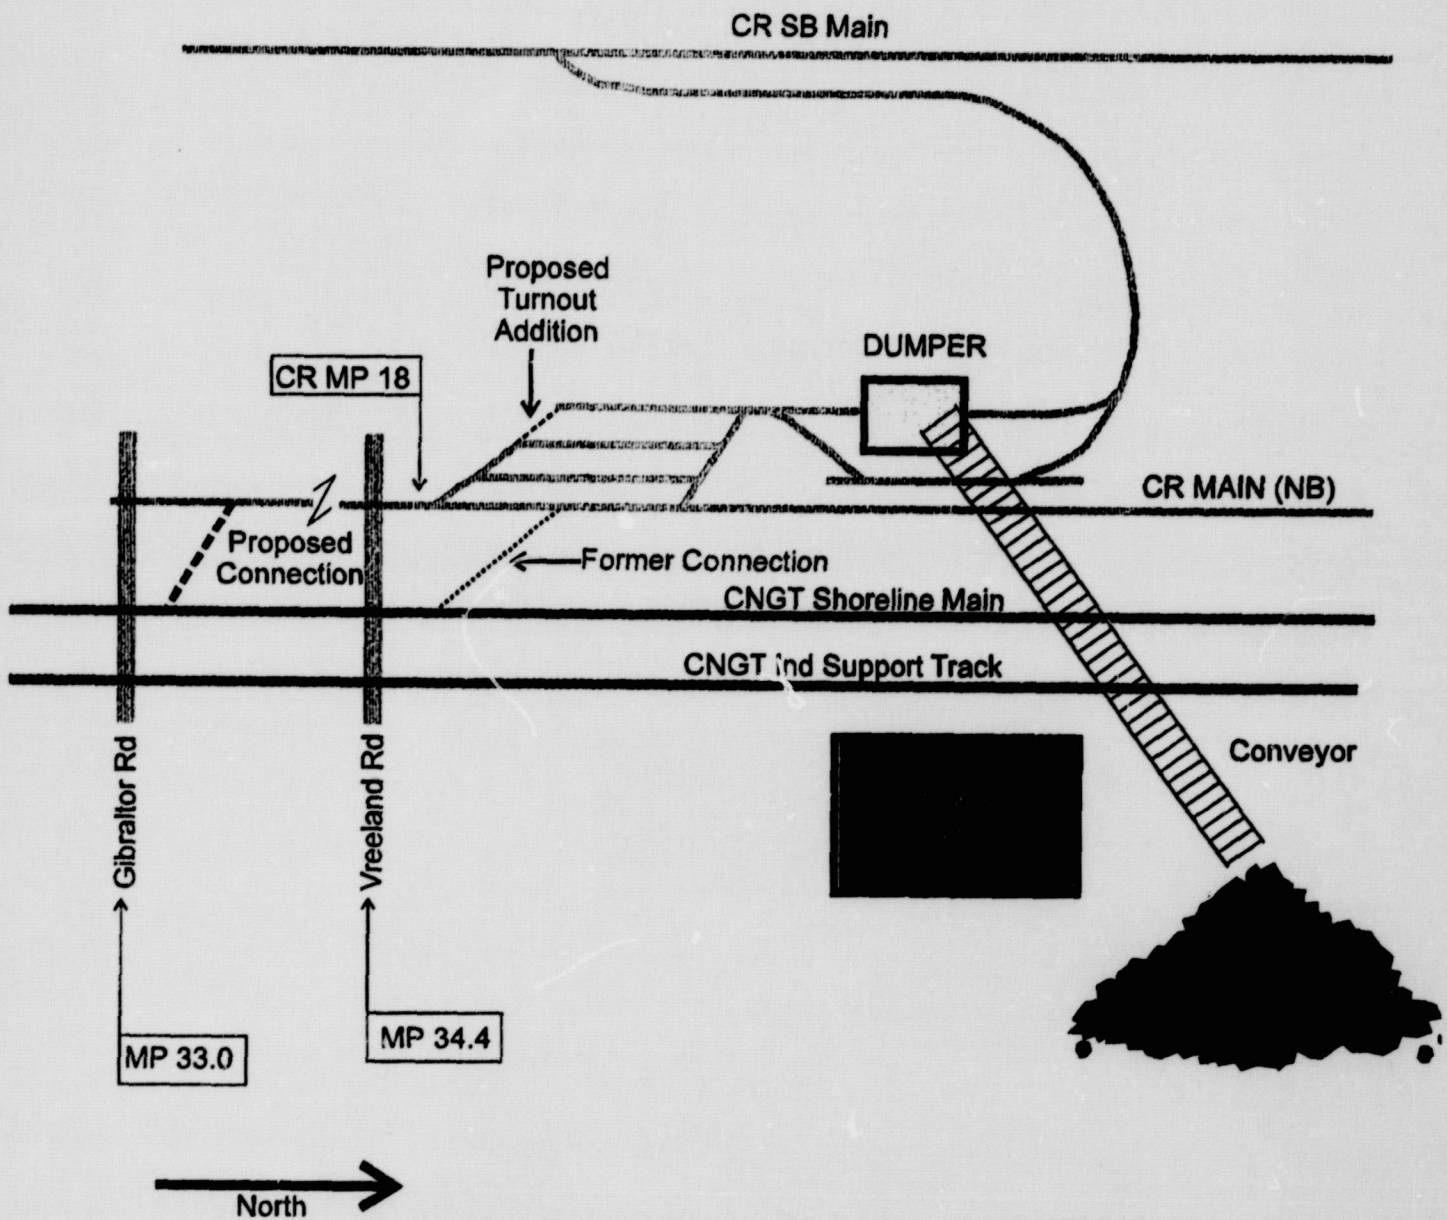 CR SB Main
Proposed
Turnout
Addition
DUMPER
CR MP 18
CR MAIN (NB)
Proposed
Connection
Former Connection
CNGT Shoreline Main
CNGT Ind Support Track
Conveyor
Gibraltor Rd
Vreeland Rd
MP 33.0
MP 34.4
North